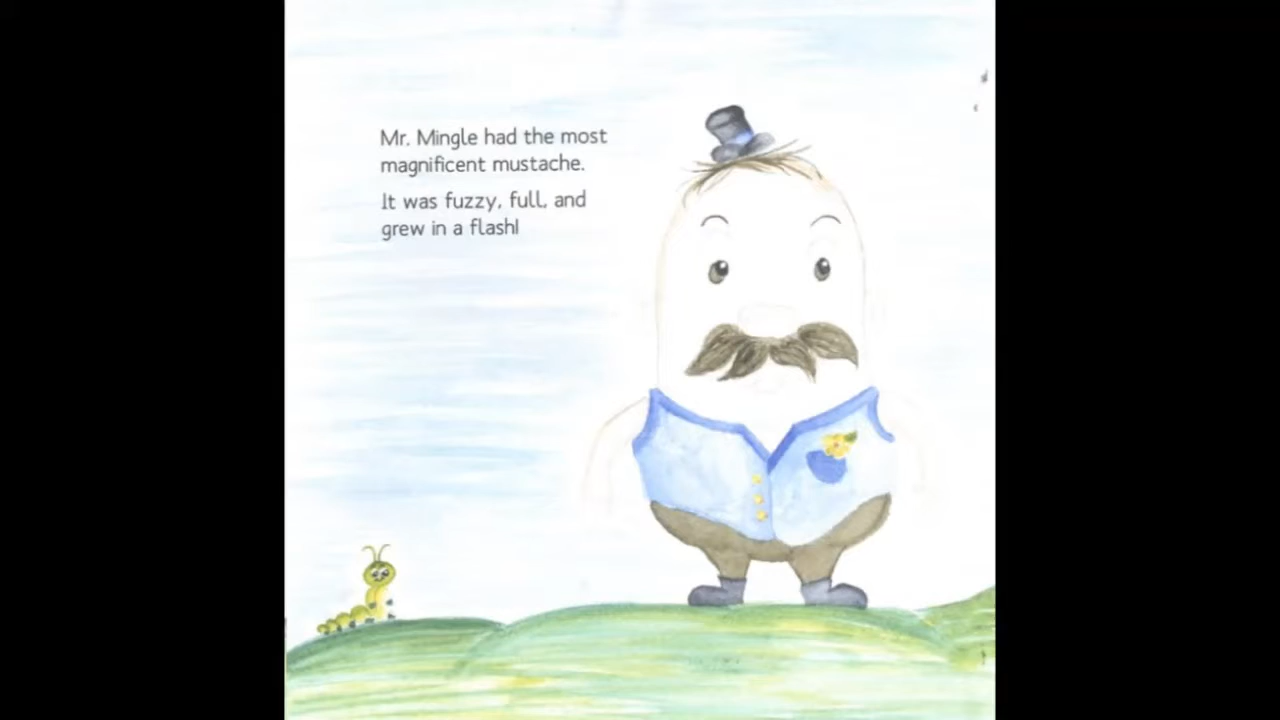 Mr. Mingle had the most
magnificent mustache.
It was fuzzy, full, and
grew in a flash!